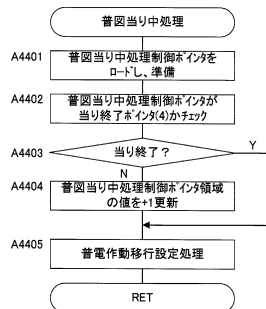 普図当り中処理
A4401
普図当り中処理制御ポインタを
ロードし、準備
A4402
普図当り中処理制御ポインタが
当り終了ポインタ(4)かチェック
A4403
当り終了？
Y
N
A4404
普図当り中処理制御ポインタ領域
の値を+1更新
A4405
普電作動移行設定処理
RET